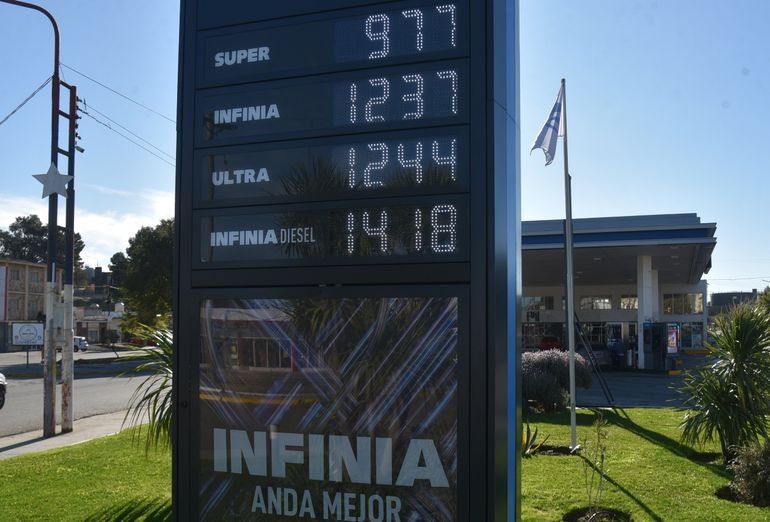 SUPER 977
INFINIA 1237
ULTRA 1244
INFINIA DIESEL 1418
INFINIA
ANDA MEJOR